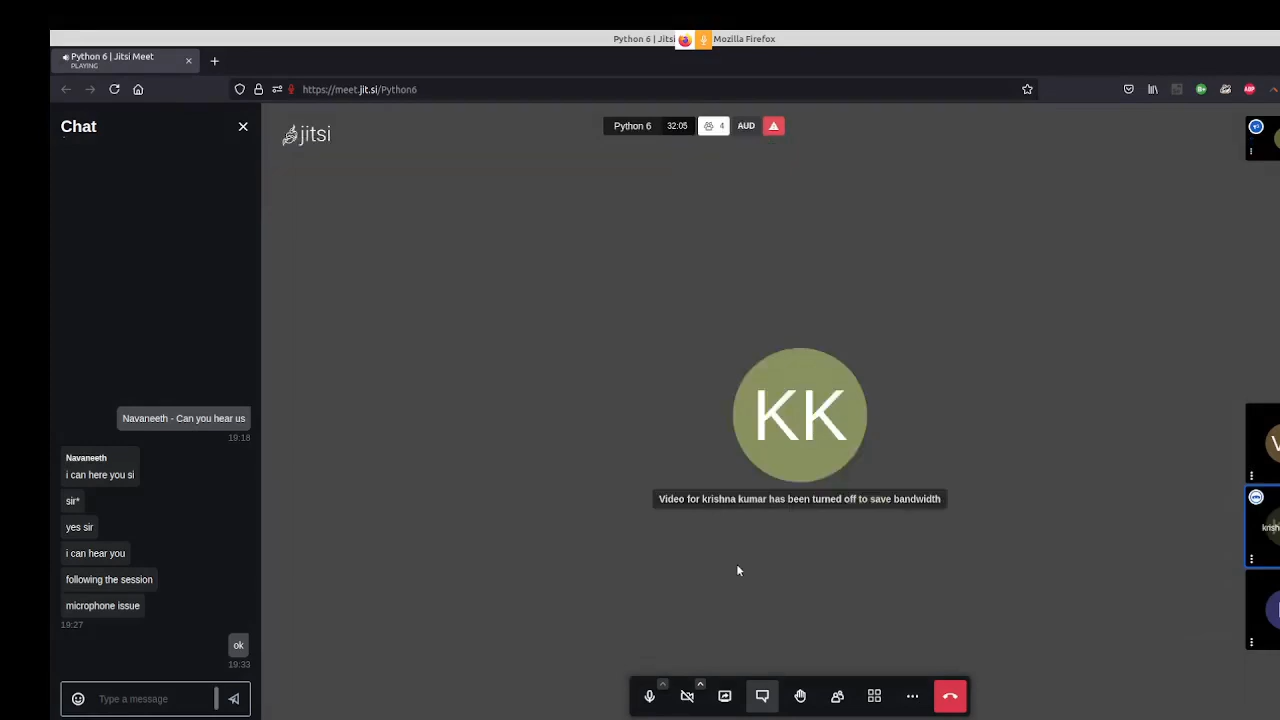 Python 6 | Jitsi
Mozilla Firefox
Python 6 | Jitsi Meet
PLAYING
https://meet.jit.si/Python6
Chat
jitsi
Python 6
32:05
4
AUD
Navaneeth - Can you hear us
19:18
Navaneeth
i can here you si
sir*
yes sir
i can hear you
following the session
microphone issue
19:27
ok
19:33
Type a message
KK
Video for krishna kumar has been turned off to save bandwidth
V
krish
ABP